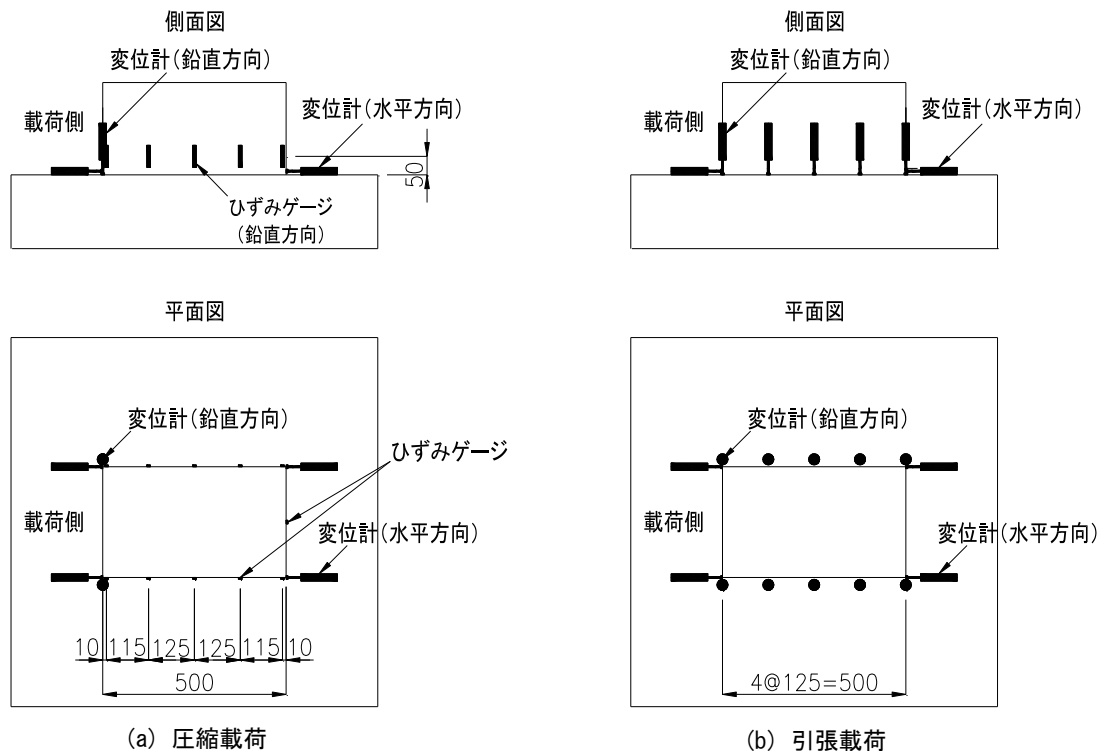 側面図
変位計(鉛直方向)
載荷側
変位計(水平方向)
50
ひずみゲージ
(鉛直方向)
平面図
変位計(鉛直方向)
ひずみゲージ
載荷側
変位計(水平方向)
10 115 125 125 115 10
500
(a) 圧縮載荷
側面図
変位計(鉛直方向)
載荷側
変位計(水平方向)
平面図
変位計(鉛直方向)
載荷側
変位計(水平方向)
4@125=500
(b) 引張載荷